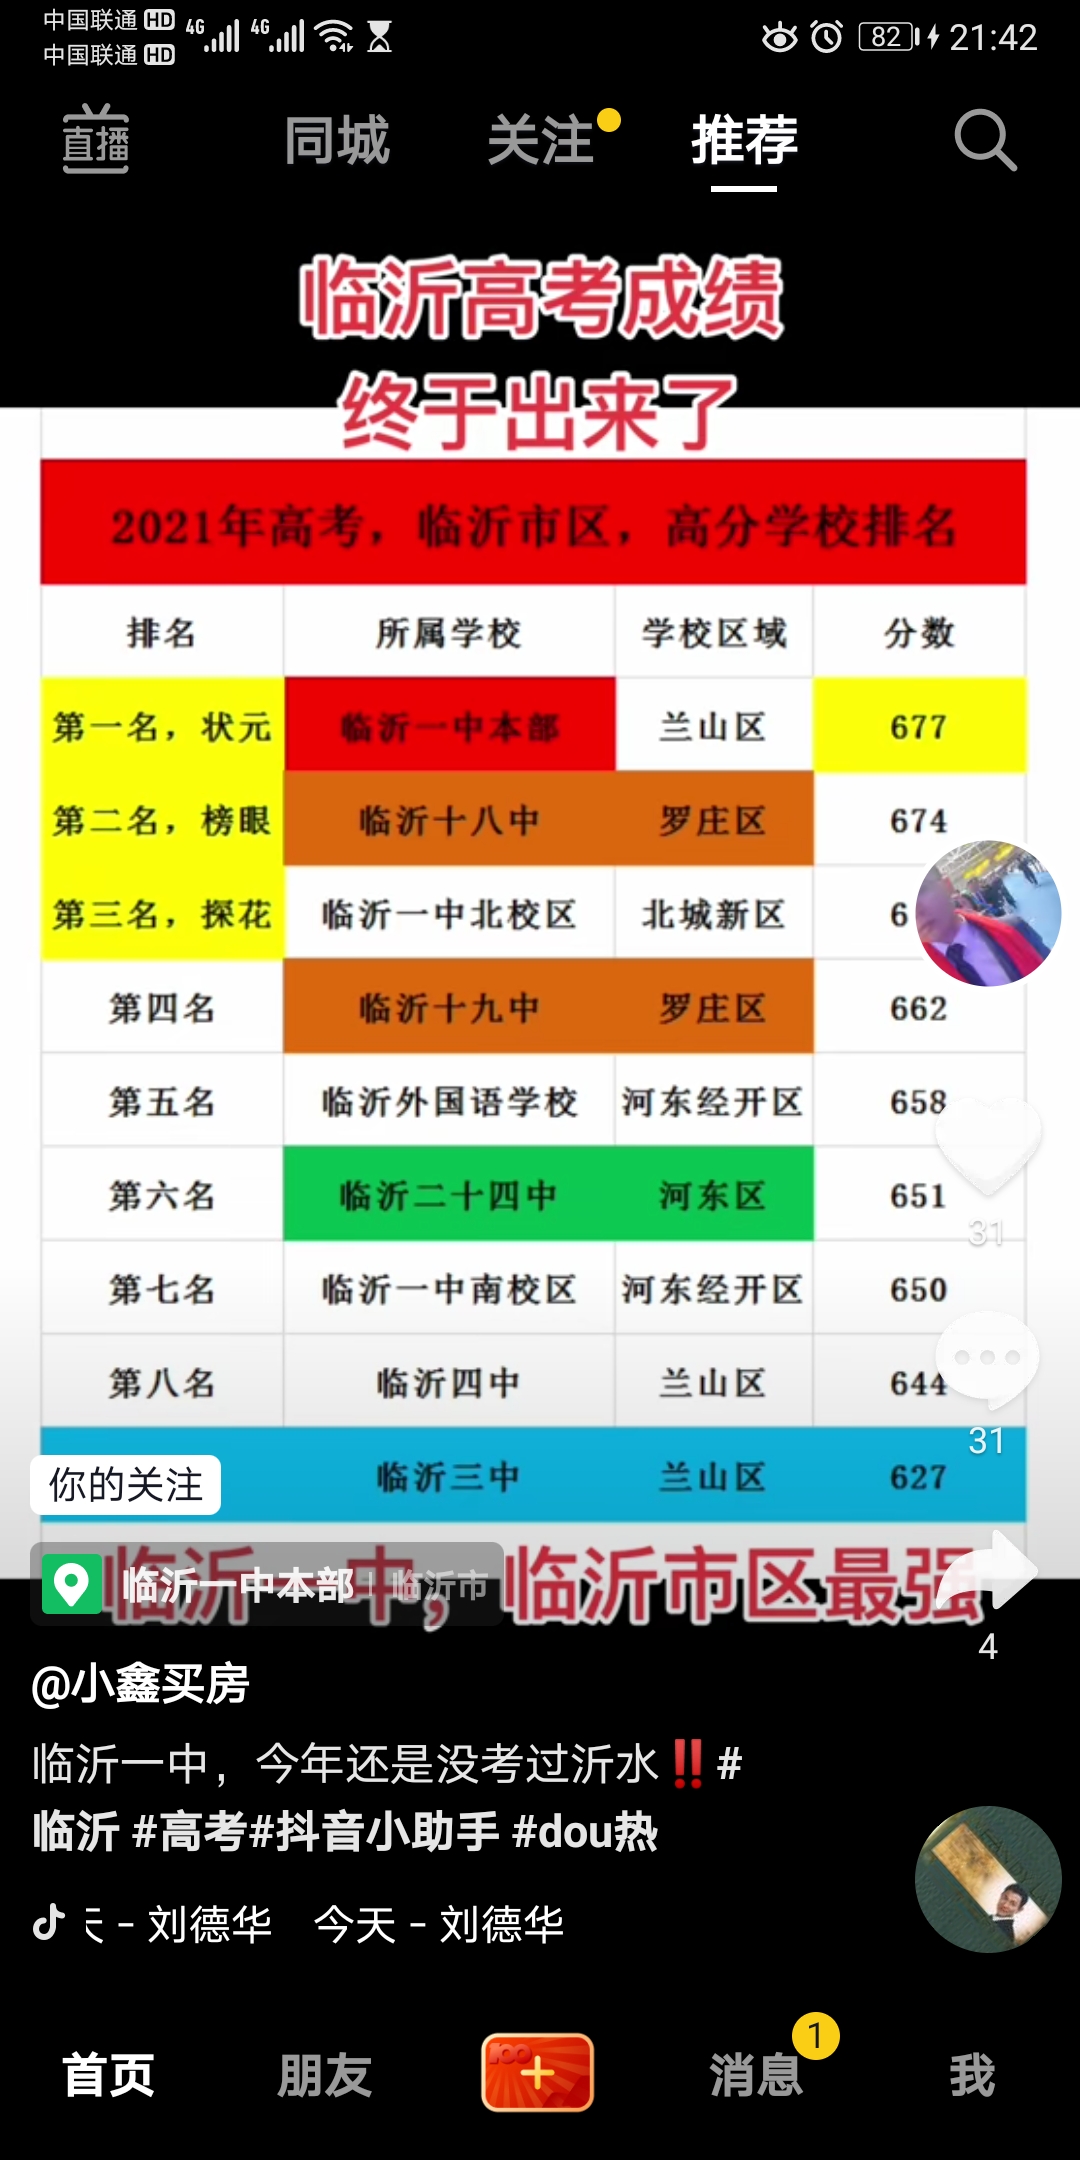 中国联通 HD 4G 4G 82 21:42
中国联通 HD
直播 同城 关注 推荐
临沂高考成绩
终于出来了
2021年高考，临沂市区，高分学校排名
排名 所属学校 学校区域 分数
第一名，状元 临沂一中本部 兰山区 677
第二名，榜眼 临沂十八中 罗庄区 674
第三名，探花 临沂一中北校区 北城新区 6
第四名 临沂十九中 罗庄区 662
第五名 临沂外国语学校 河东经开区 658
第六名 临沂二十四中 河东区 651
31
第七名 临沂一中南校区 河东经开区 650
第八名 临沂四中 兰山区 644
31
临沂三中 兰山区 627
你的关注
临沂一中，临沂市区最强
临沂一中本部 | 临沂市
4
@小鑫买房
临沂一中，今年还是没考过沂水‼️#
临沂 #高考#抖音小助手 #dou热
天 - 刘德华 今天 - 刘德华
首页 朋友 100 + 消息 1 我